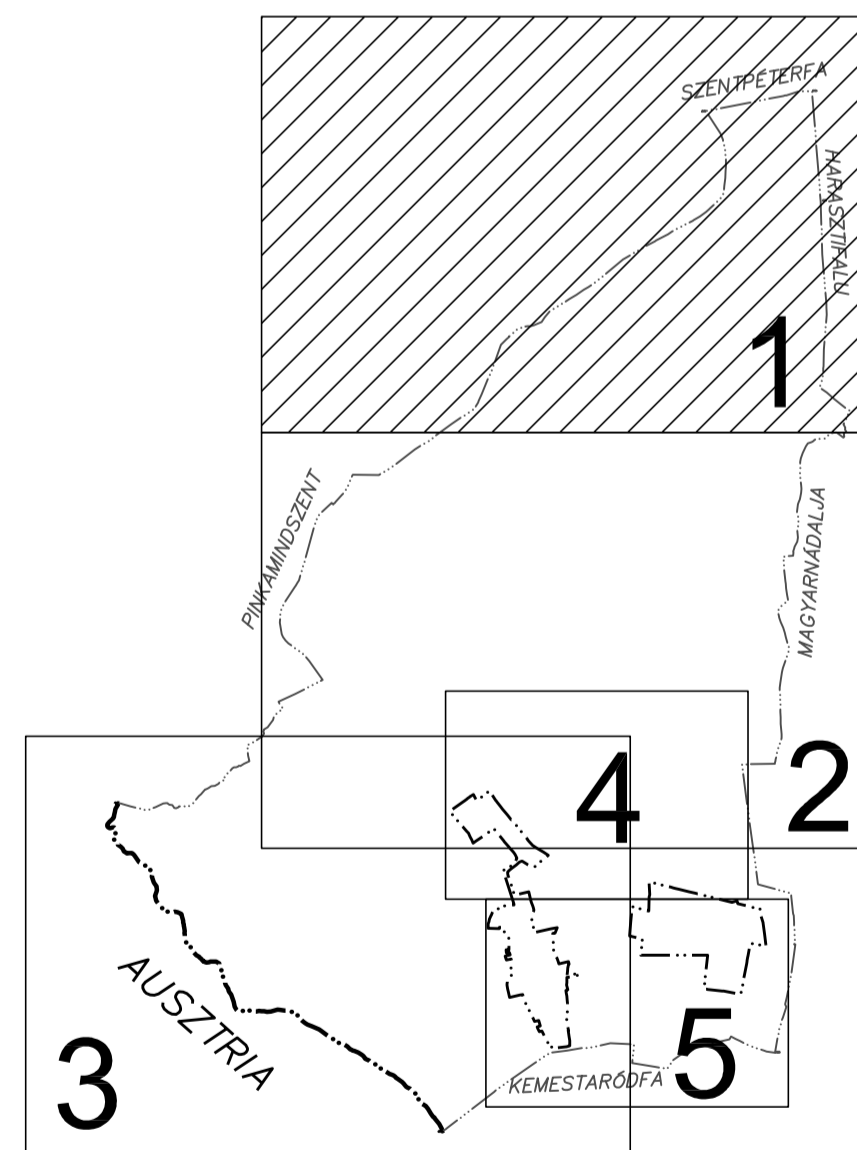 SZENTPÉTERFA
HARASZTIFALU
1
PINKAMINDSZENT
MAGYARNÁDALJA
4
2
AUSZTRIA
3
5
KEMESTARÓDFA